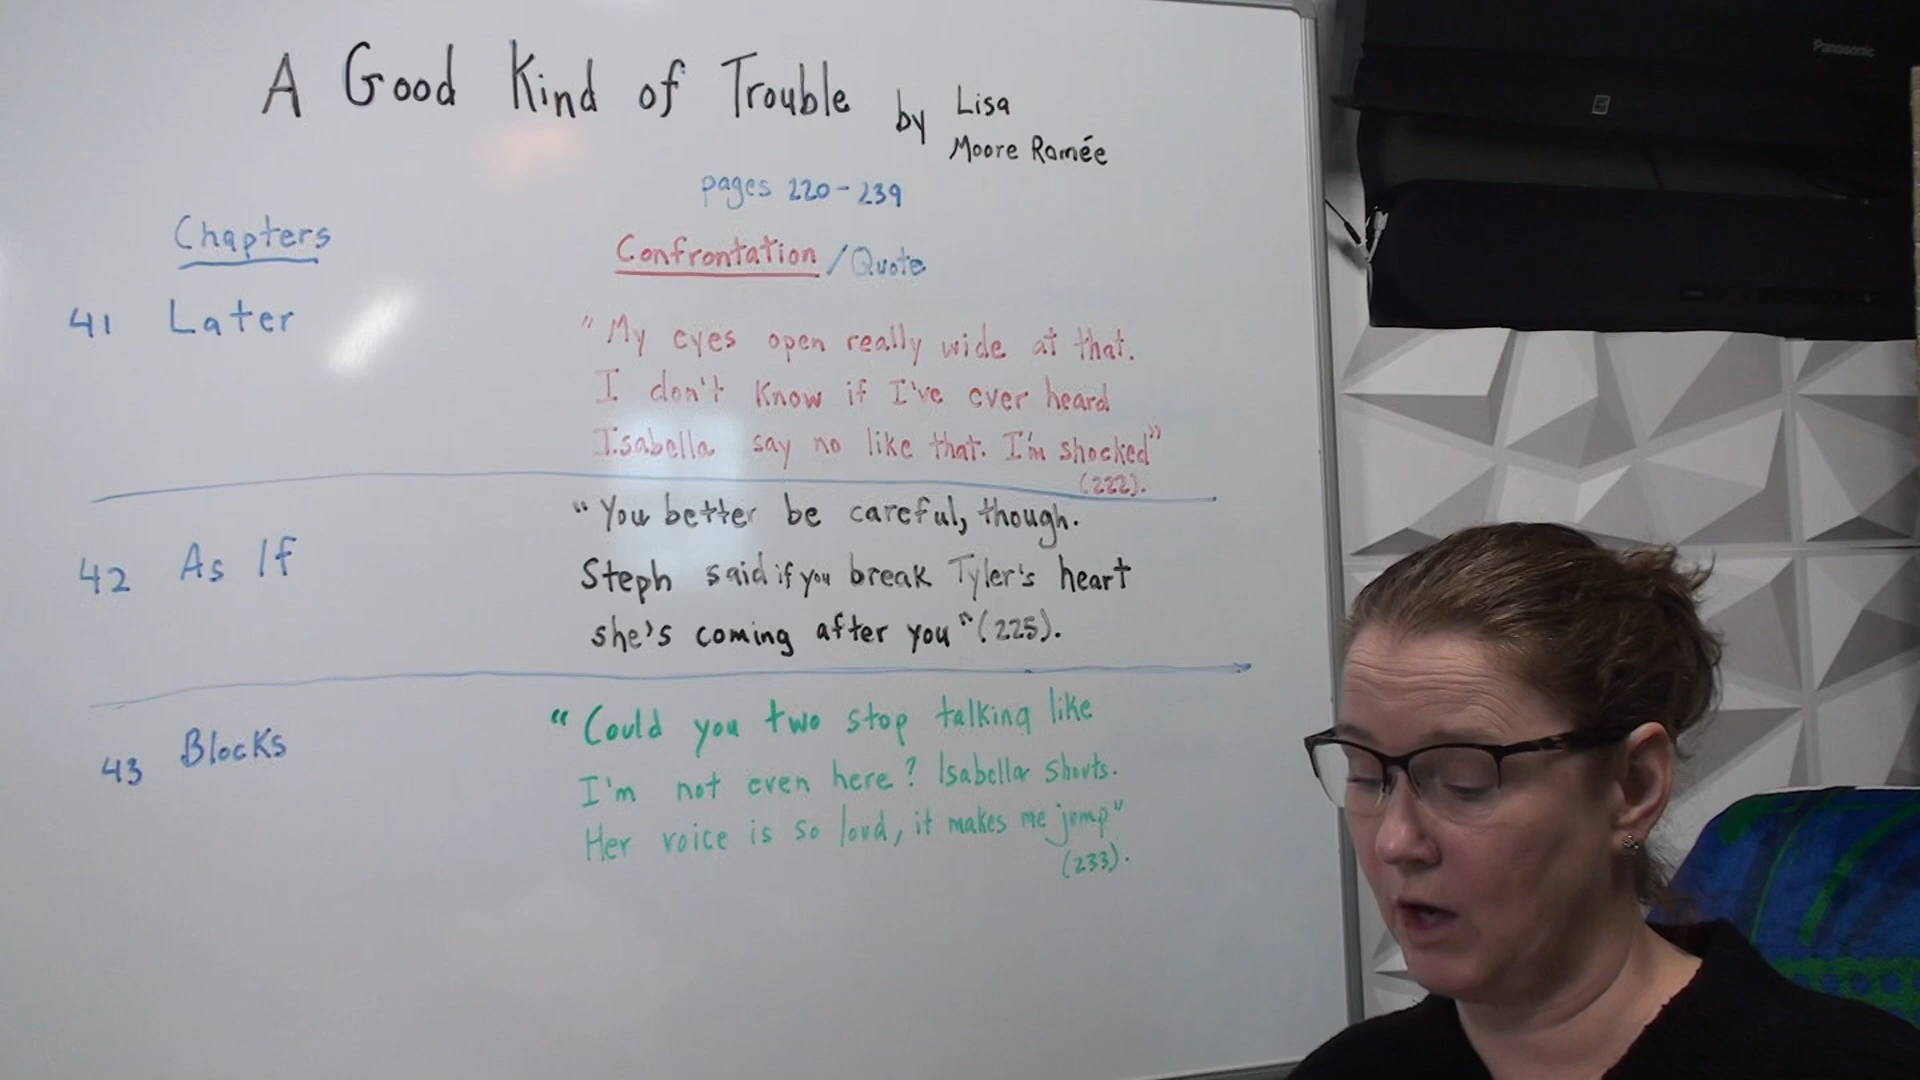 A Good Kind of Trouble by Lisa
Moore Ramée
pages 220-239
Chapters
Confrontation / Quote
41 Later
"My eyes open really wide at that.
I don't know if I've ever heard
Isabella say no like that. I'm shocked"
(222).
42 As If
"You better be careful, though.
Steph said if you break Tyler's heart
she's coming after you" (225).
43 Blocks
"Could you two stop talking like
I'm not even here? Isabella shouts.
Her voice is so loud, it makes me jump"
(233).
Panasonic